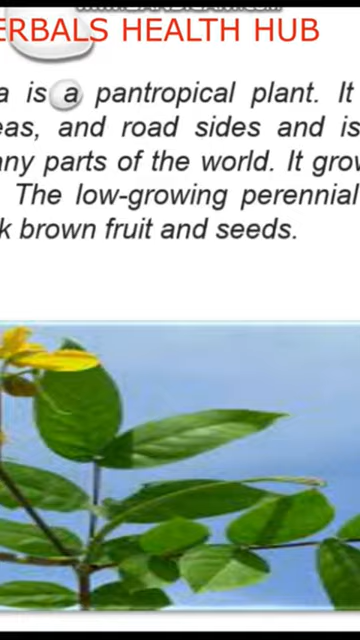 ERBALS HEALTH HUB
a is a pantropical plant. It
eas, and road sides and is
any parts of the world. It grow
The low-growing perennial
k brown fruit and seeds.